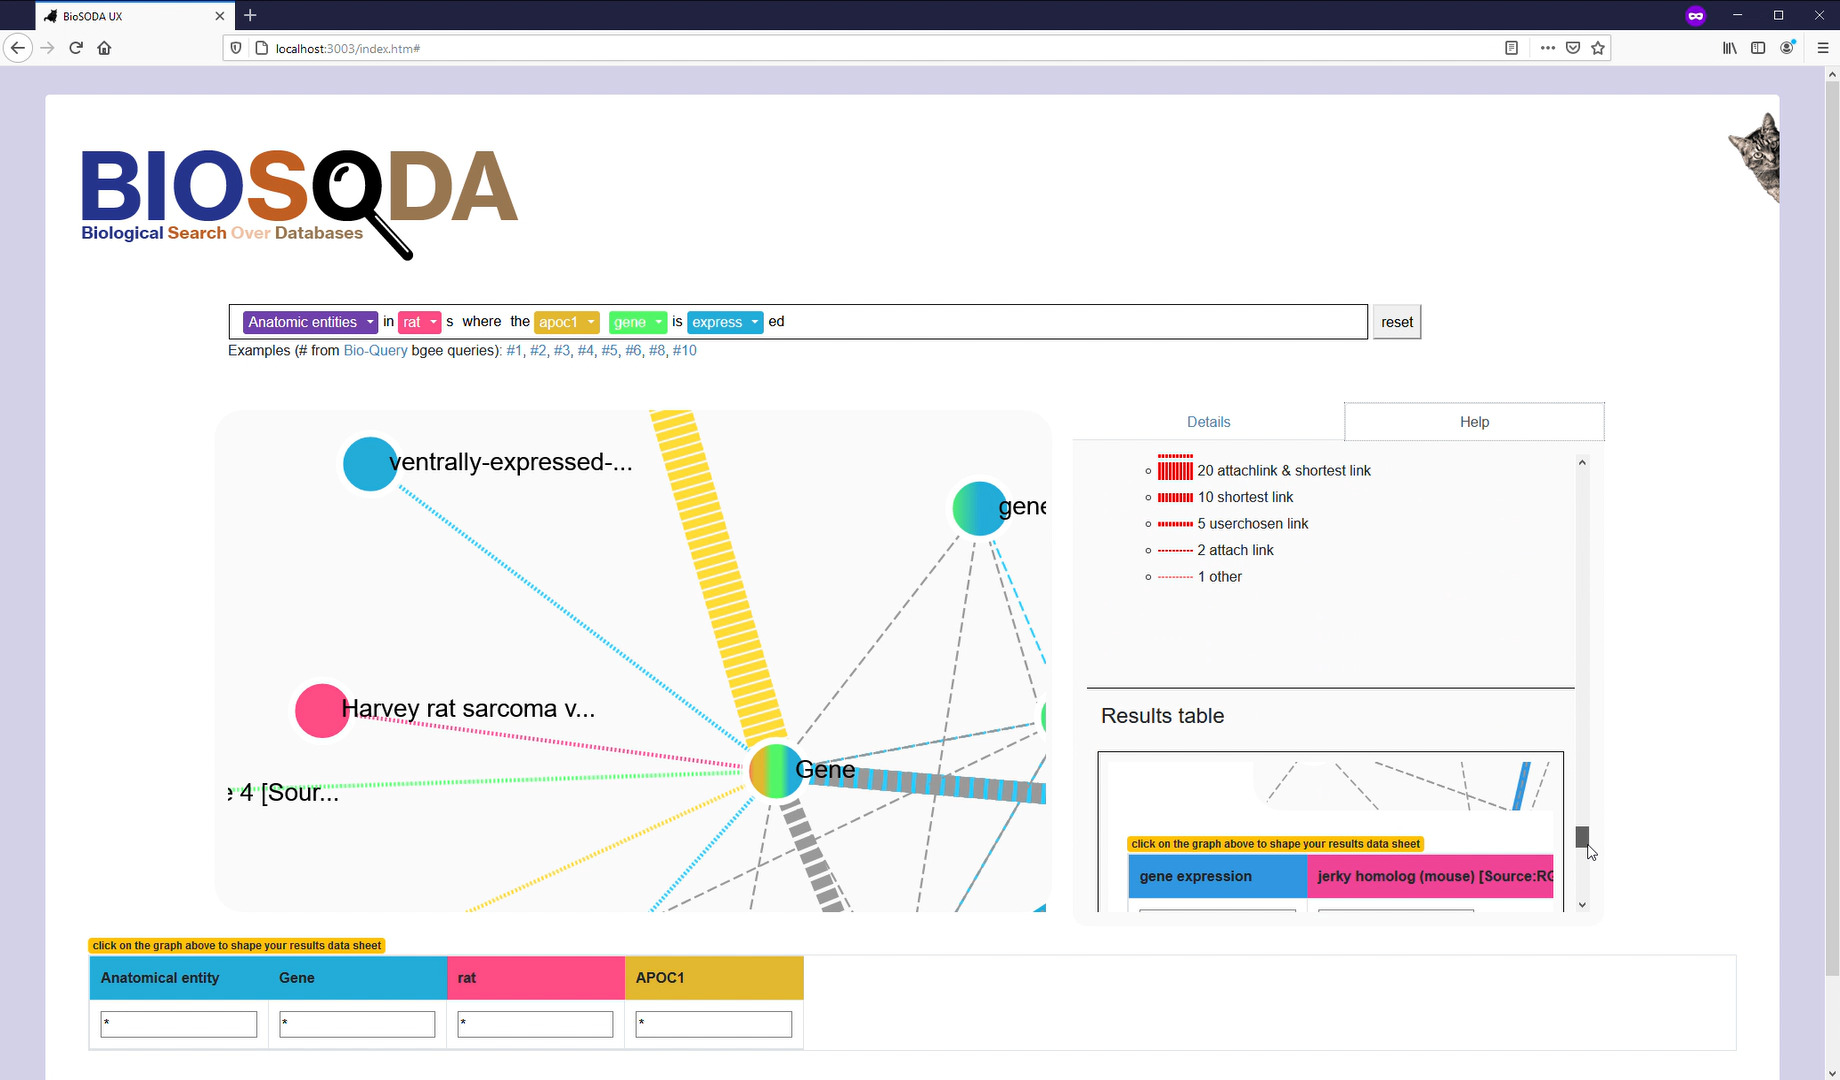 BioSODA UX
localhost:3003/index.htm#
BIOSODA
Biological Search Over Databases
Anatomic entities in rat s where the apoc1 gene is express ed
reset
Examples (# from Bio-Query bgee queries): #1, #2, #3, #4, #5, #6, #8, #10
Details
Help
ventrally-expressed-...
gene
Harvey rat sarcoma v...
Gene
e 4 [Sour...
20 attachlink & shortest link
10 shortest link
5 userchosen link
2 attach link
1 other
Results table
click on the graph above to shape your results data sheet
gene expression
jerky homolog (mouse) [Source:RG
click on the graph above to shape your results data sheet
Anatomical entity Gene rat APOC1
* * * *